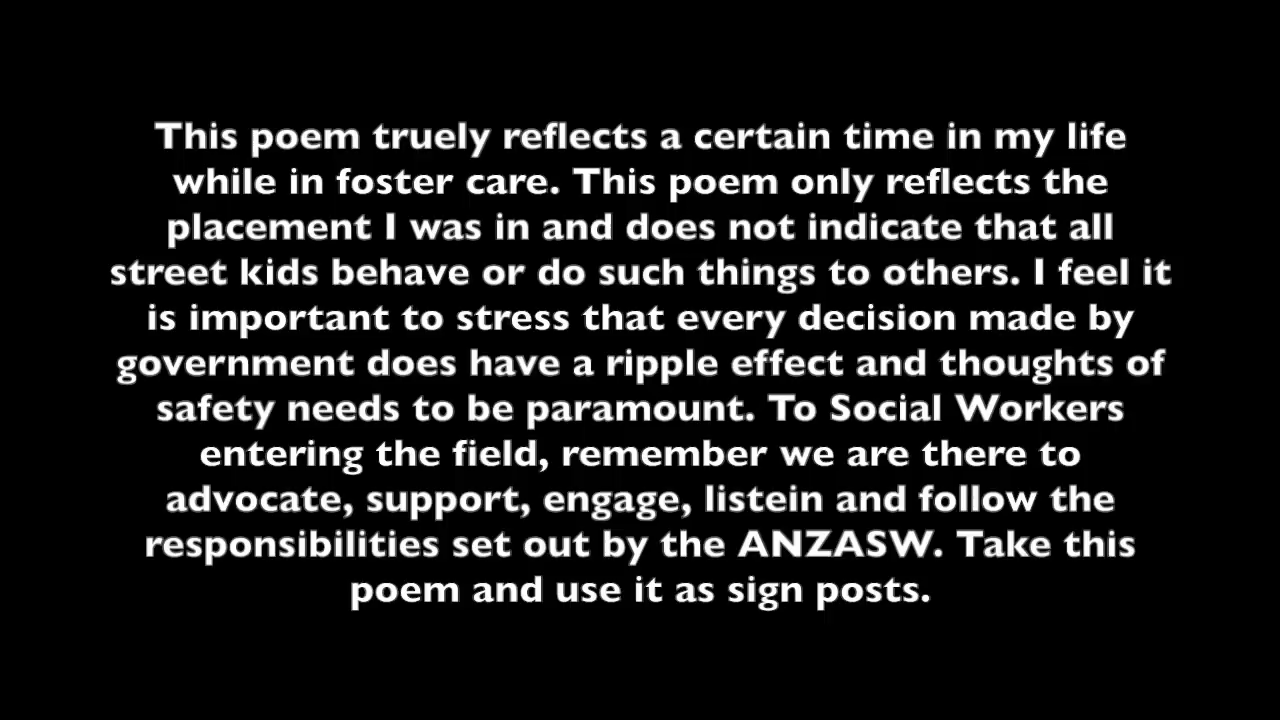 This poem truely reflects a certain time in my life
while in foster care. This poem only reflects the
placement I was in and does not indicate that all
street kids behave or do such things to others. I feel it
is important to stress that every decision made by
government does have a ripple effect and thoughts of
safety needs to be paramount. To Social Workers
entering the field, remember we are there to
advocate, support, engage, listein and follow the
responsibilities set out by the ANZASW. Take this
poem and use it as sign posts.